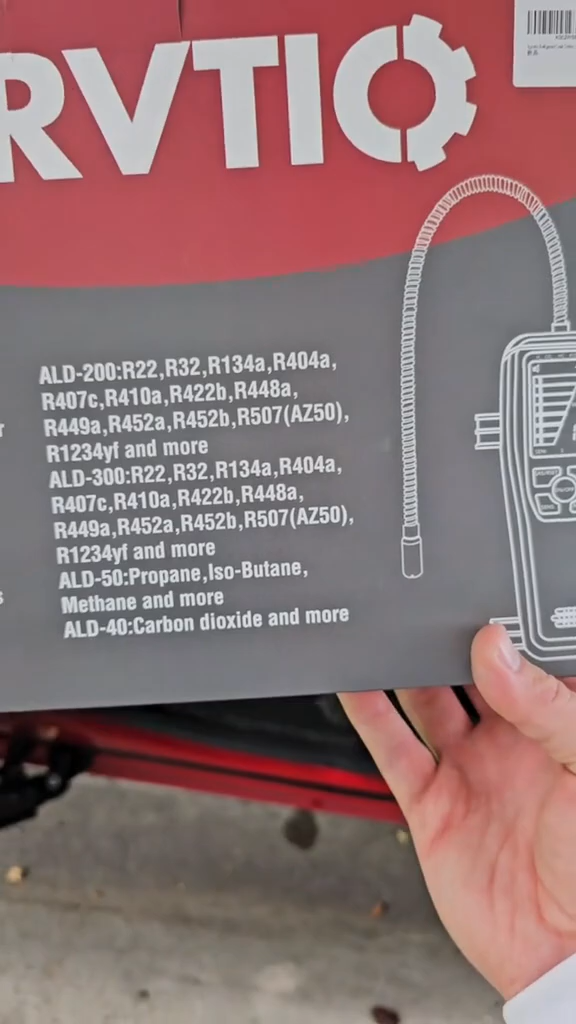 RVTIO
ALD-200:R22,R32,R134a,R404a,
R407c,R410a,R422b,R448a,
R449a,R452a,R452b,R507(AZ50),
R1234yf and more
ALD-300:R22,R32,R134a,R404a,
R407c,R410a,R422b,R448a,
R449a,R452a,R452b,R507(AZ50),
R1234yf and more
ALD-50:Propane,Iso-Butane,
Methane and more
ALD-40:Carbon dioxide and more